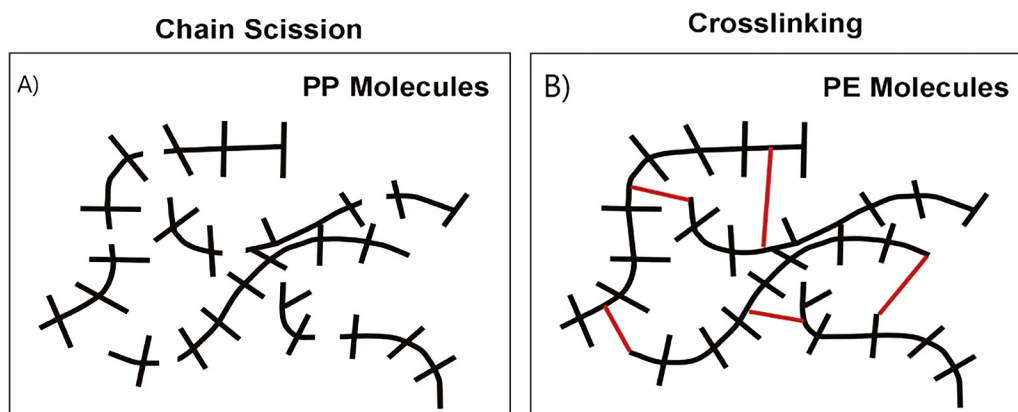 Chain Scission
Crosslinking
A)
PP Molecules
B)
PE Molecules